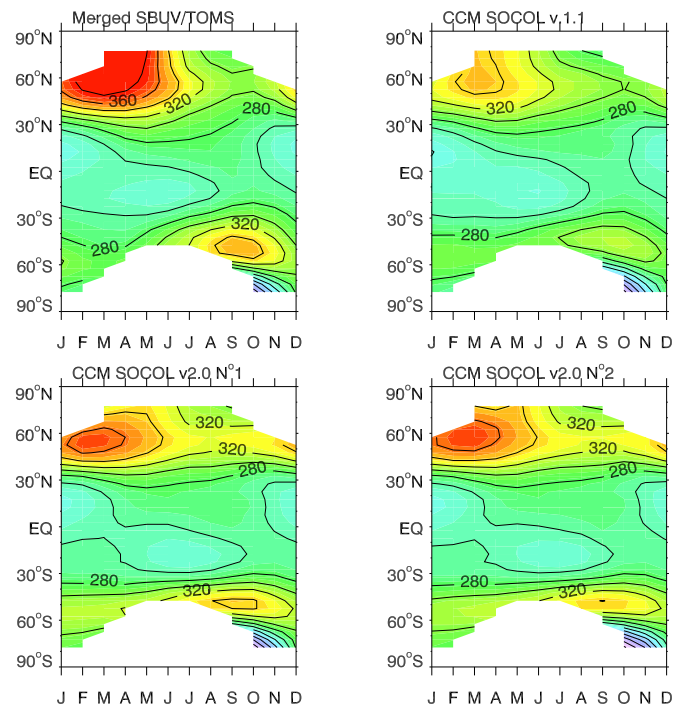 Merged SBUV/TOMS
90°N
60°N
30°N
EQ
30°S
60°S
90°S
360
320
280
320
280
J F M A M J J A S O N D
CCM SOCOL v.1.1
90°N
60°N
30°N
EQ
30°S
60°S
90°S
320
280
280
J F M A M J J A S O N D
CCM SOCOL v2.0 N°1
90°N
60°N
30°N
EQ
30°S
60°S
90°S
320
320
280
280
320
J F M A M J J A S O N D
CCM SOCOL v2.0 N°2
90°N
60°N
30°N
EQ
30°S
60°S
90°S
320
320
280
280
320
J F M A M J J A S O N D